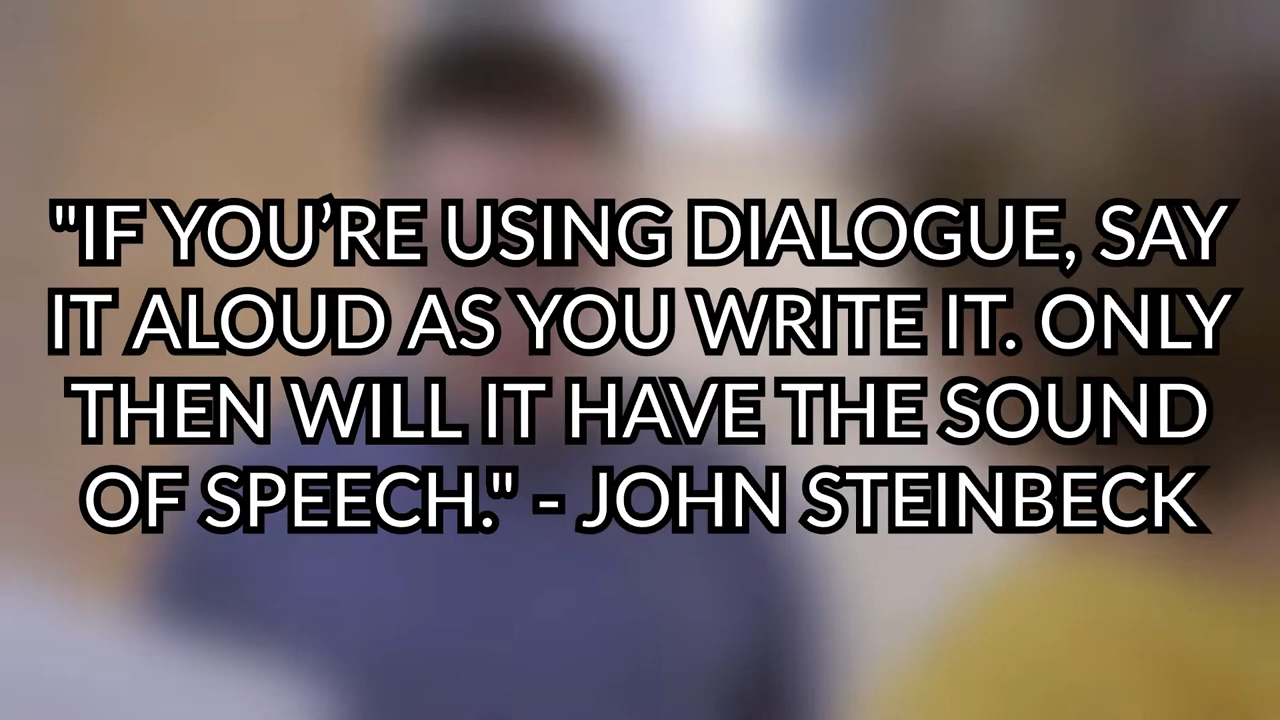 "IF YOU’RE USING DIALOGUE, SAY
IT ALOUD AS YOU WRITE IT. ONLY
THEN WILL IT HAVE THE SOUND
OF SPEECH." - JOHN STEINBECK